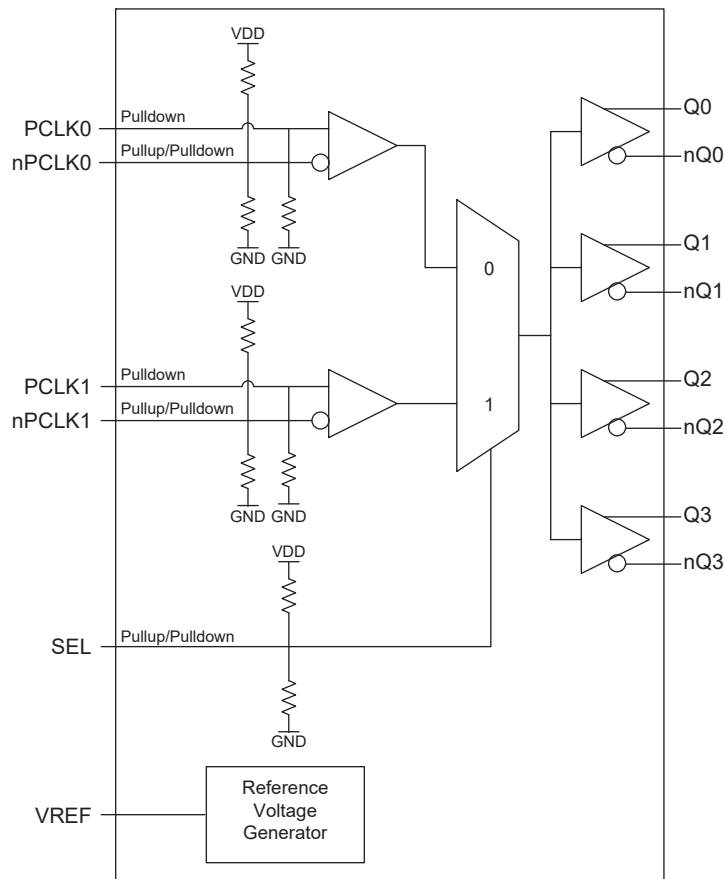 VDD
PCLK0
Pulldown
Q0
nPCLK0
Pullup/Pulldown
nQ0
GND
GND
Q1
0
nQ1
VDD
PCLK1
Pulldown
Q2
nPCLK1
Pullup/Pulldown
1
nQ2
GND
GND
Q3
VDD
nQ3
SEL
Pullup/Pulldown
GND
VREF
Reference
Voltage
Generator